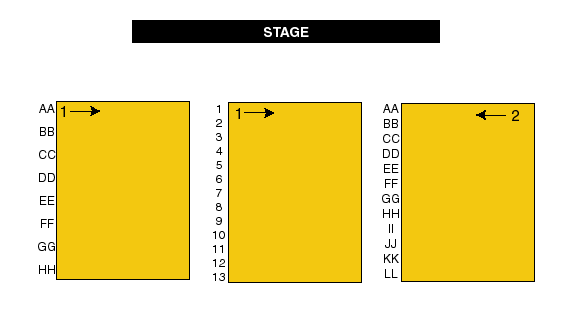 STAGE
AA
BB
CC
DD
EE
FF
GG
HH
1
1
2
3
4
5
6
7
8
9
10
11
12
13
1
AA
BB
CC
DD
EE
FF
GG
HH
II
JJ
KK
LL
2